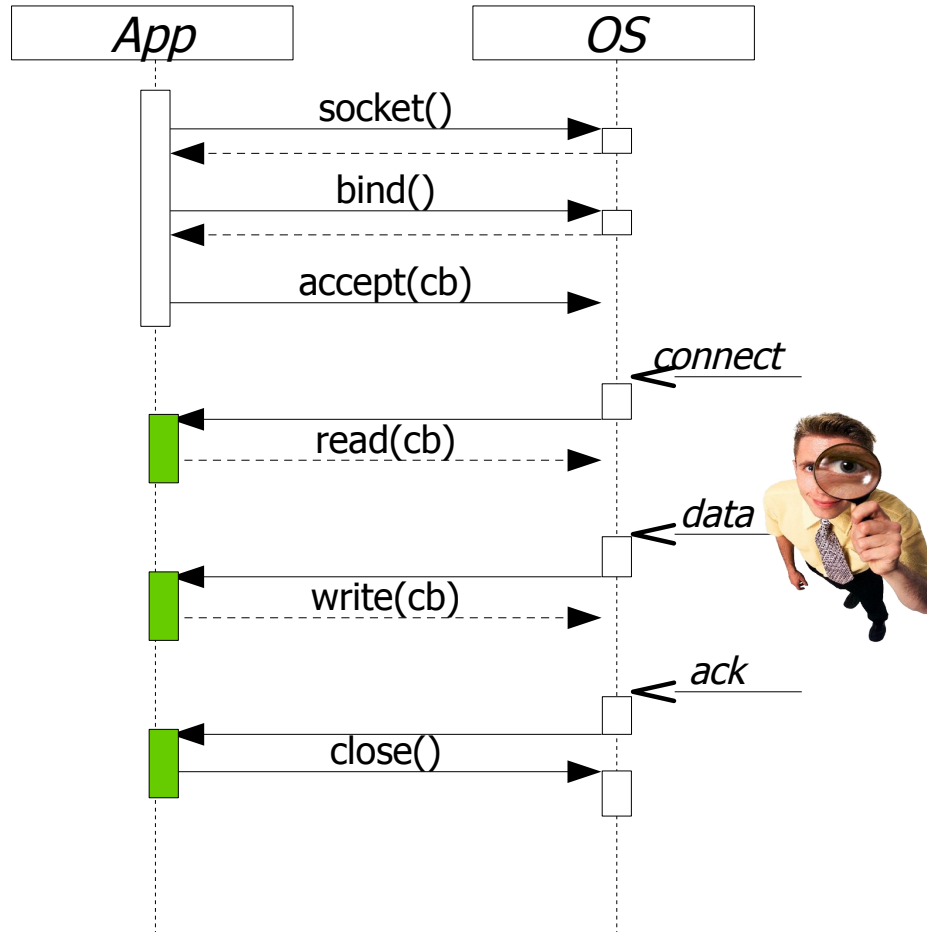 App
OS
socket()
bind()
accept(cb)
connect
read(cb)
data
write(cb)
ack
close()